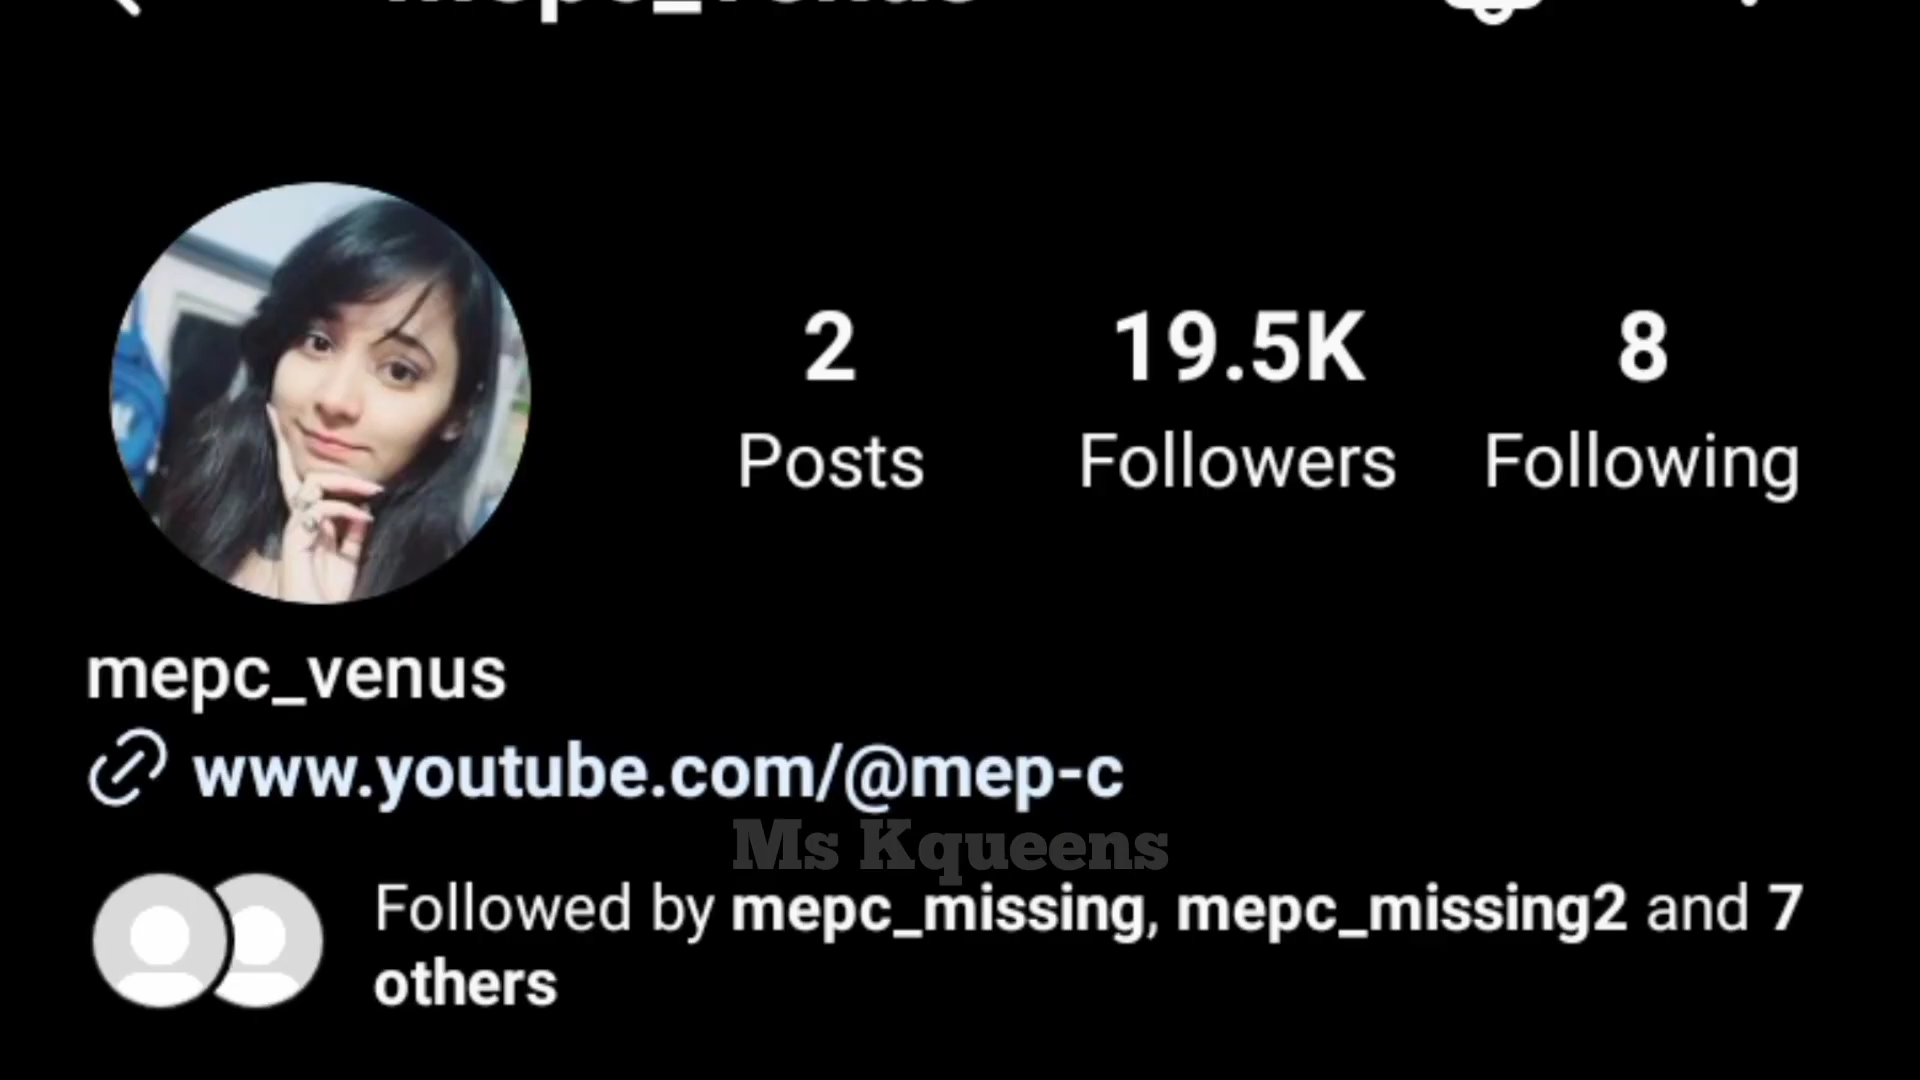 mepc_venus
2 19.5K 8
Posts Followers Following
mepc_venus
www.youtube.com/@mep-c
Ms Kqueens
Followed by mepc_missing, mepc_missing2 and 7
others